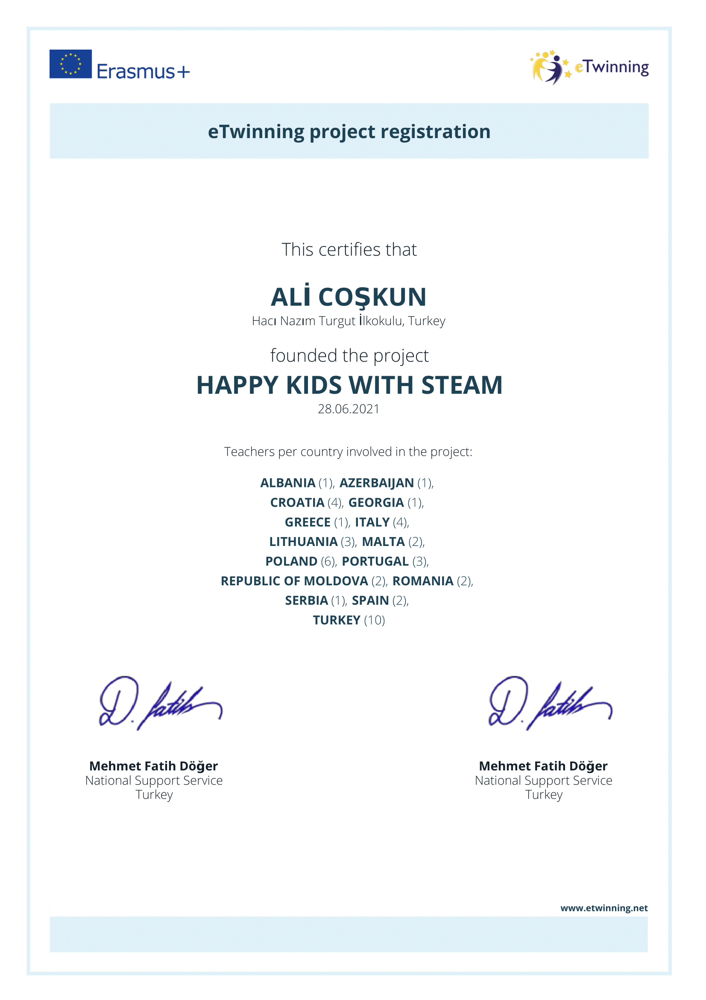 Erasmus+
eTwinning
eTwinning project registration
This certifies that
ALİ COŞKUN
Hacı Nazım Turgut İlkokulu, Turkey
founded the project
HAPPY KIDS WITH STEAM
28.06.2021
Teachers per country involved in the project:
ALBANIA (1), AZERBAIJAN (1),
CROATIA (4), GEORGIA (1),
GREECE (1), ITALY (4),
LITHUANIA (3), MALTA (2),
POLAND (6), PORTUGAL (3),
REPUBLIC OF MOLDOVA (2), ROMANIA (2),
SERBIA (1), SPAIN (2),
TURKEY (10)
D. Fatih
D. Fatih
Mehmet Fatih Döğer
National Support Service
Turkey
Mehmet Fatih Döğer
National Support Service
Turkey
www.etwinning.net